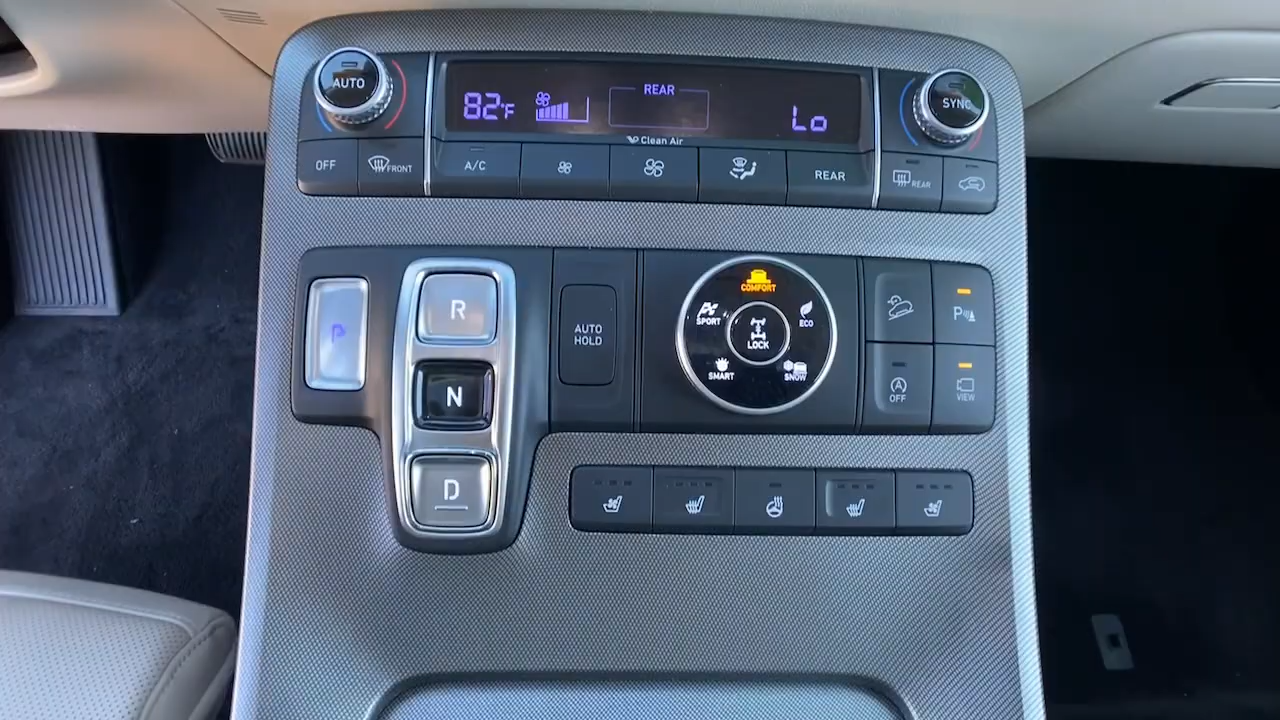 AUTO
82°F
REAR
Lo
SYNC
Clean Air
OFF
FRONT
A/C
REAR
REAR
P
R
N
D
AUTO
HOLD
COMFORT
SPORT
ECO
LOCK
SMART
SNOW
P
A
OFF
VIEW